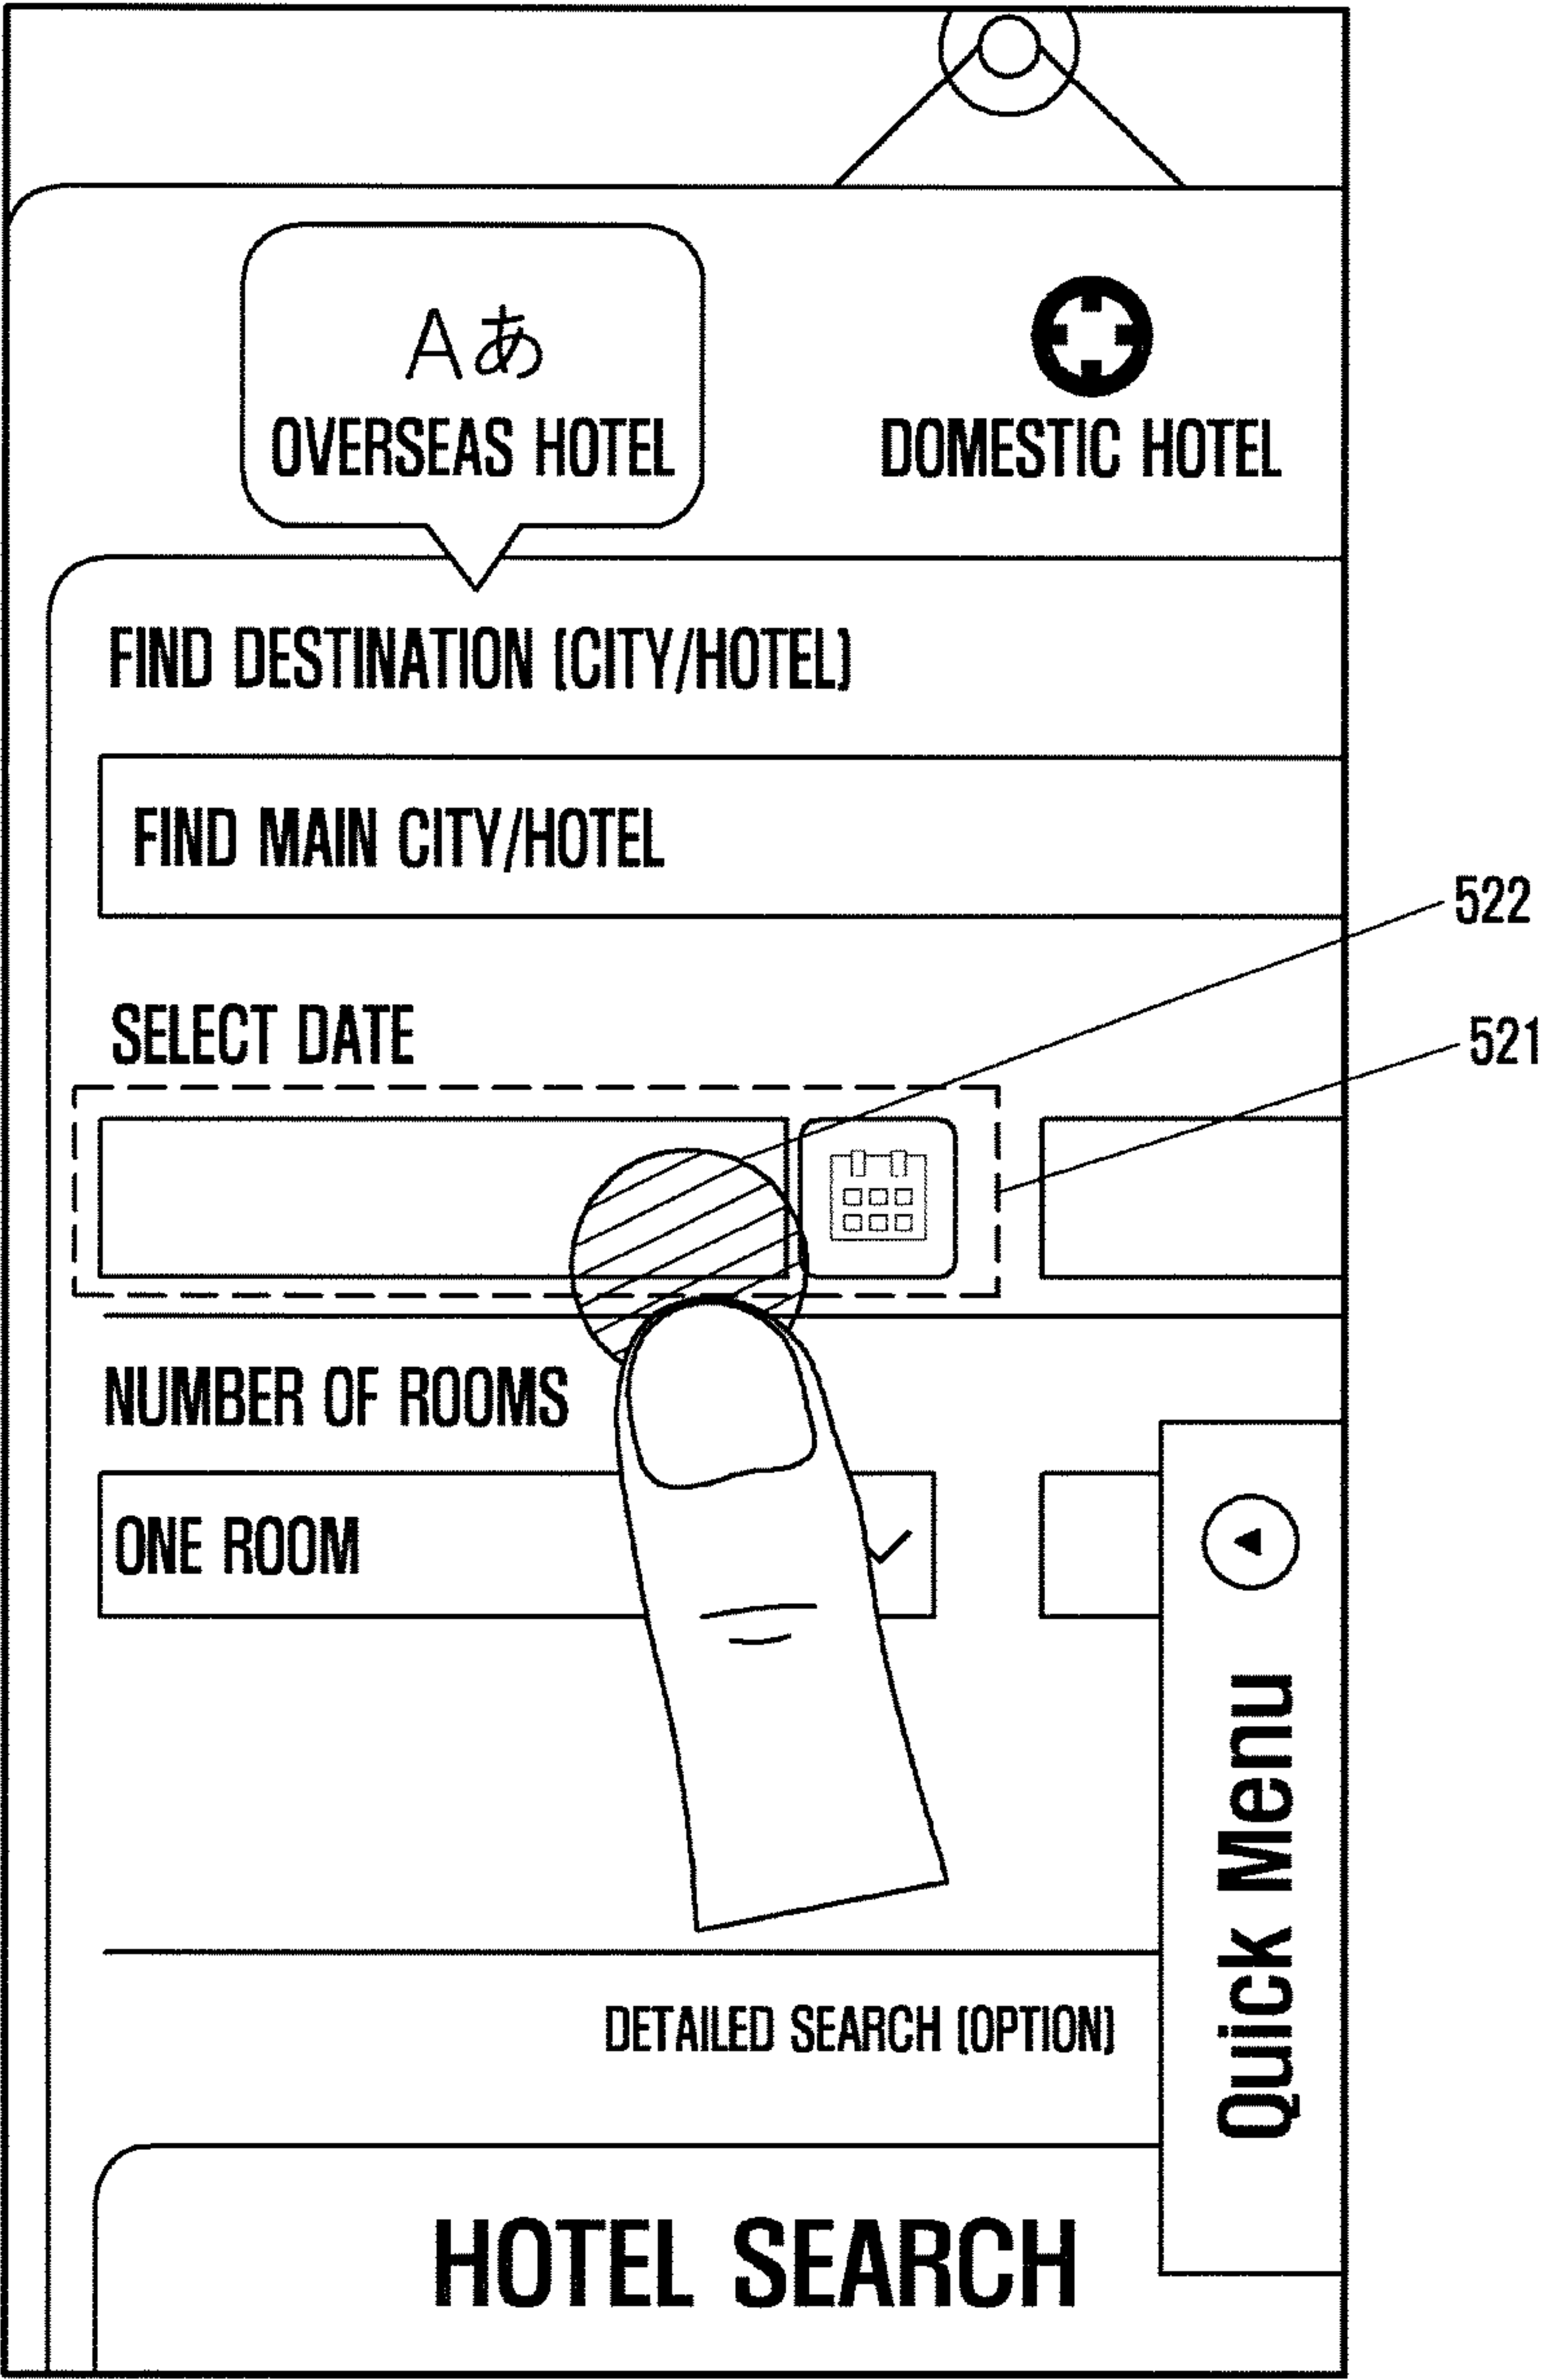 Aあ
OVERSEAS HOTEL
DOMESTIC HOTEL
FIND DESTINATION (CITY/HOTEL)
FIND MAIN CITY/HOTEL
522
SELECT DATE
521
NUMBER OF ROOMS
ONE ROOM
Quick Menu
DETAILED SEARCH (OPTION)
HOTEL SEARCH